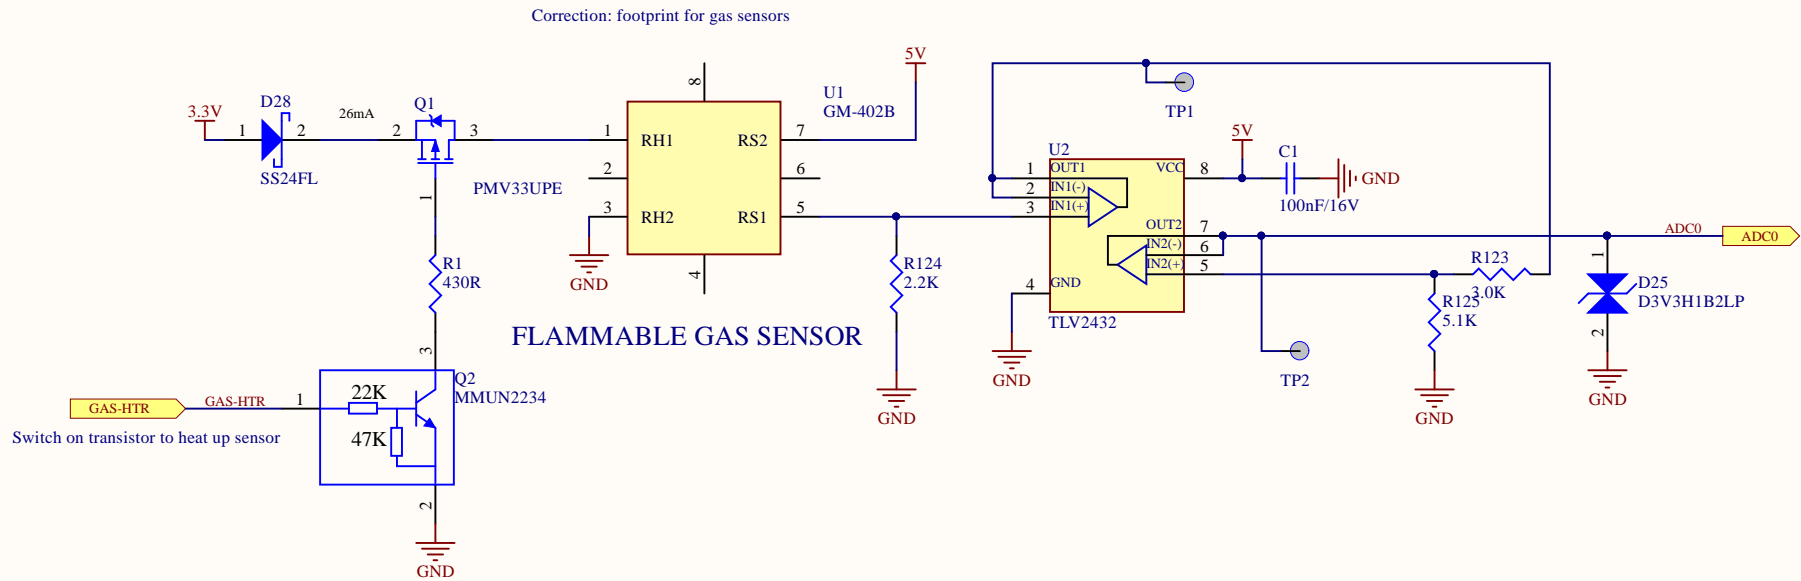 Correction: footprint for gas sensors
3.3V
D28
1
2
SS24FL
26mA
Q1
2
3
1
PMV33UPE
R1
430R
3
Q2
MMUN2234
22K
47K
1
2
GND
GAS-HTR
GAS-HTR
Switch on transistor to heat up sensor
8
U1
GM-402B
5V
1
RH1
RS2
7
2
6
3
RH2
RS1
5
4
GND
FLAMMABLE GAS SENSOR
R124
2.2K
GND
TP1
U2
1
OUT1
VCC
8
2
IN1(-)
3
IN1(+)
OUT2
7
IN2(-)
6
IN2(+)
5
4
GND
TLV2432
GND
5V
C1
100nF/16V
GND
TP2
R123
3.0K
R125
5.1K
GND
ADC0
ADC0
1
D25
D3V3H1B2LP
2
GND